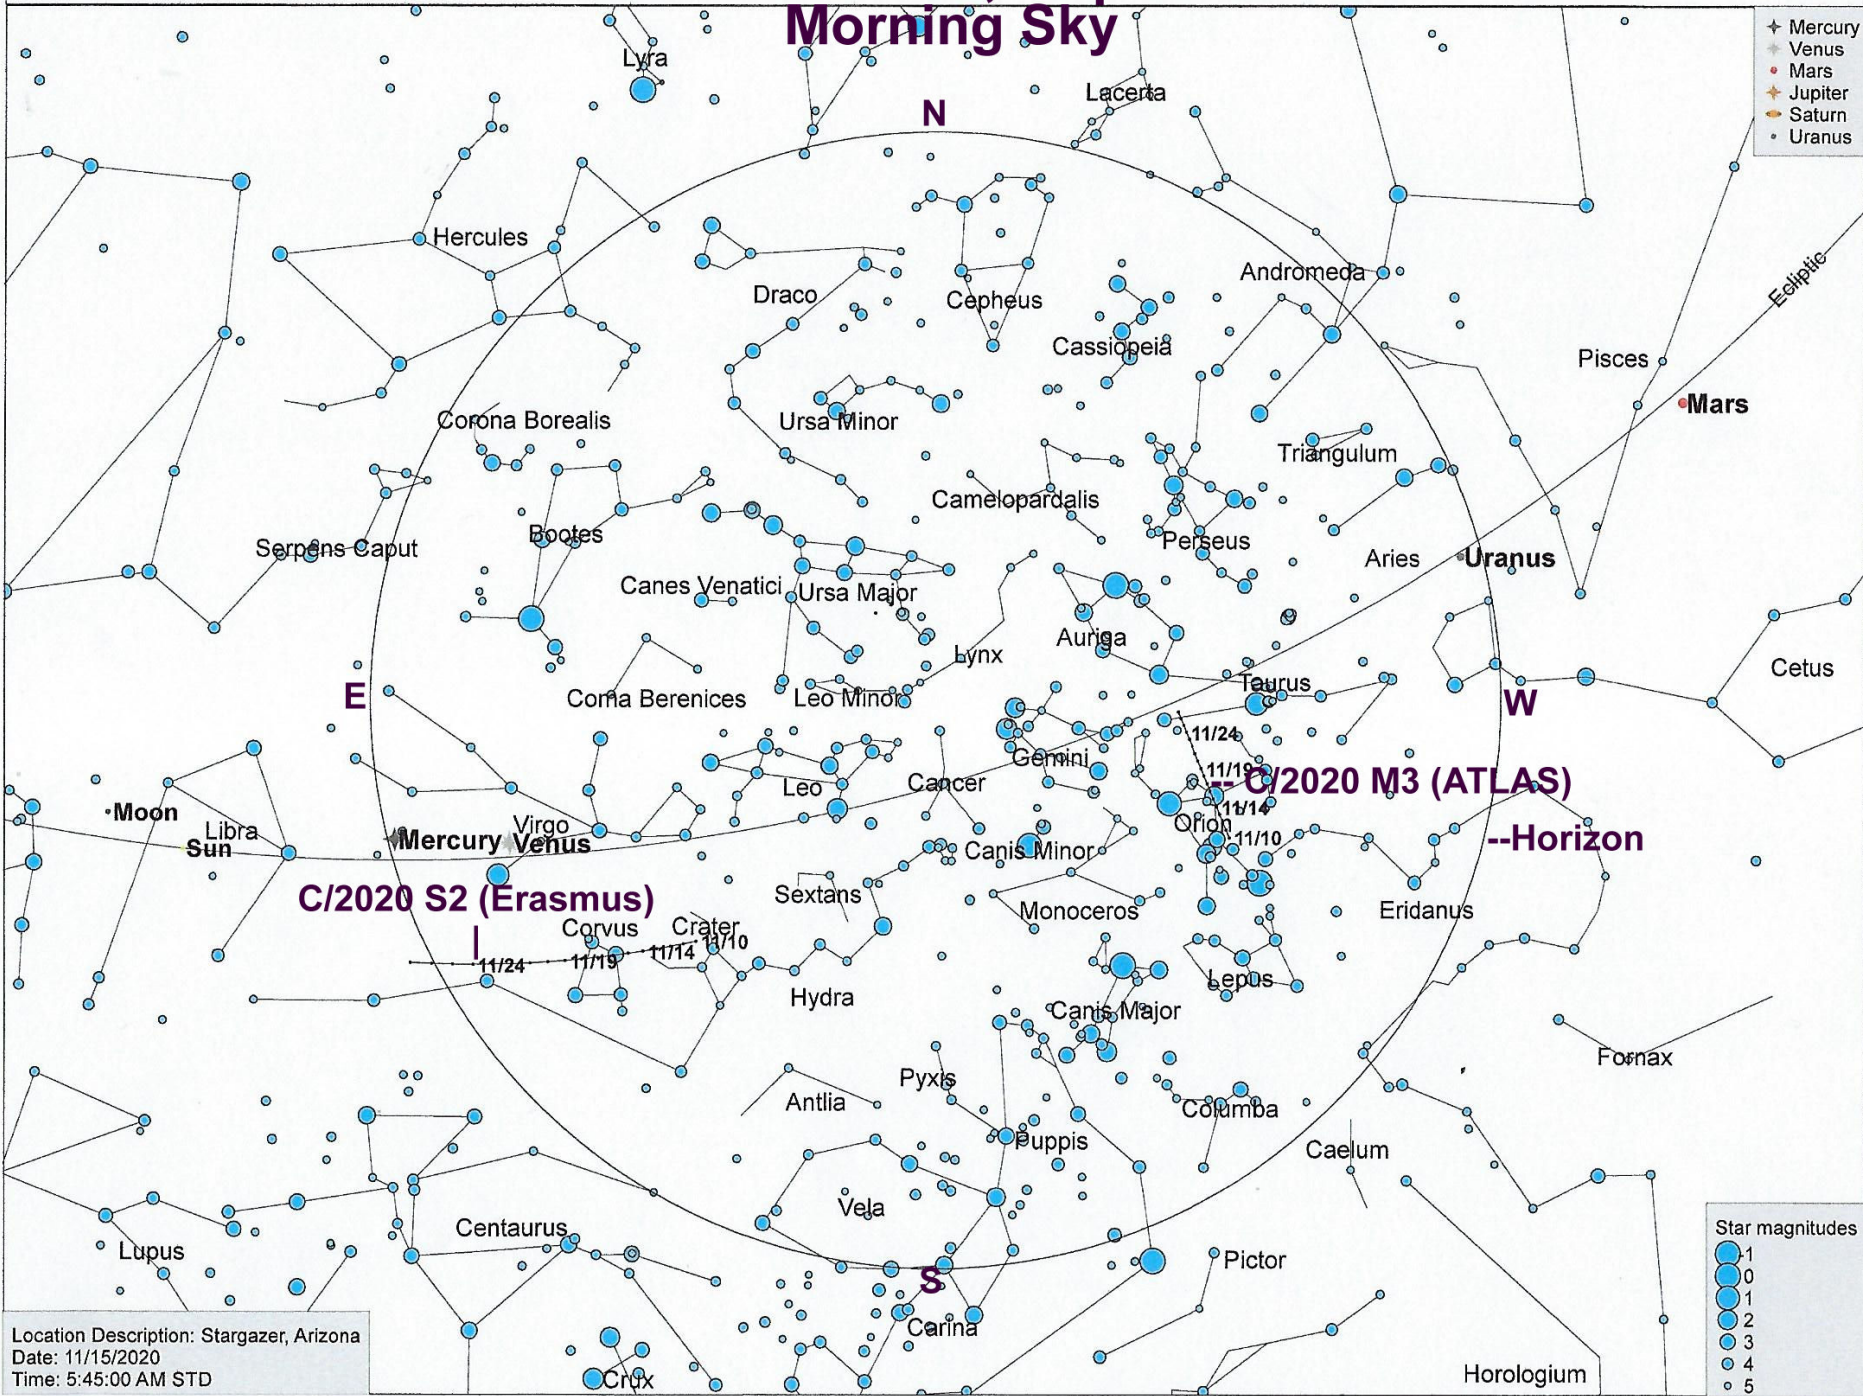 Morning Sky
Mercury
Venus
Mars
Jupiter
Saturn
Uranus
Lyra
Lacerta
N
Hercules
Draco
Cepheus
Andromeda
Ecliptic
Cassiopeia
Pisces
Mars
Corona Borealis
Ursa Minor
Triangulum
Camelopardalis
Bootes
Serpens Caput
Perseus
Aries
Uranus
Canes Venatici
Ursa Major
Auriga
Lynx
Cetus
Taurus
E
Coma Berenices
Leo Minor
W
11/24
Gemini
11/19
-- C/2020 M3 (ATLAS)
Leo
Cancer
Moon
11/14
Libra
Virgo
Orion
Sun
Mercury
Venus
11/10
--Horizon
Canis Minor
C/2020 S2 (Erasmus)
Sextans
Monoceros
Eridanus
Corvus
Crater
11/10
11/14
11/19
11/24
Lepus
Hydra
Canis Major
Fornax
Pyxis
Antlia
Columba
Puppis
Caelum
Vela
Centaurus
Lupus
Pictor
S
Carina
Crux
Horologium
Star magnitudes
-1
0
1
2
3
4
5
Location Description: Stargazer, Arizona
Date: 11/15/2020
Time: 5:45:00 AM STD